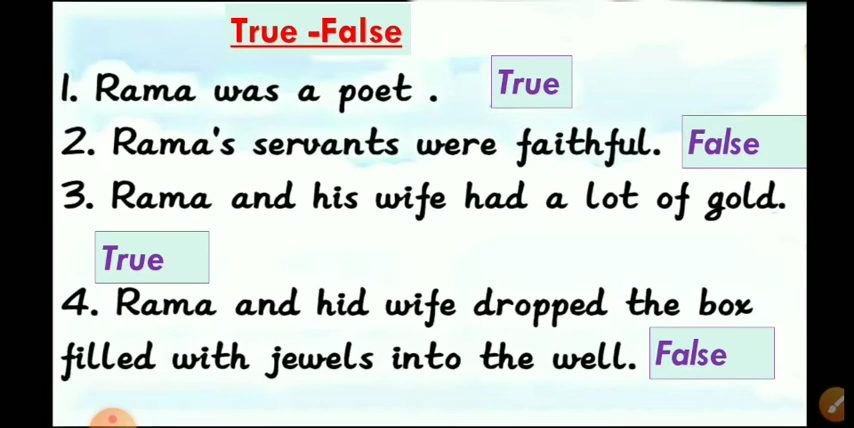 True -False
1. Rama was a poet . True
2. Rama's servants were faithful. False
3. Rama and his wife had a lot of gold.
True
4. Rama and hid wife dropped the box
filled with jewels into the well. False